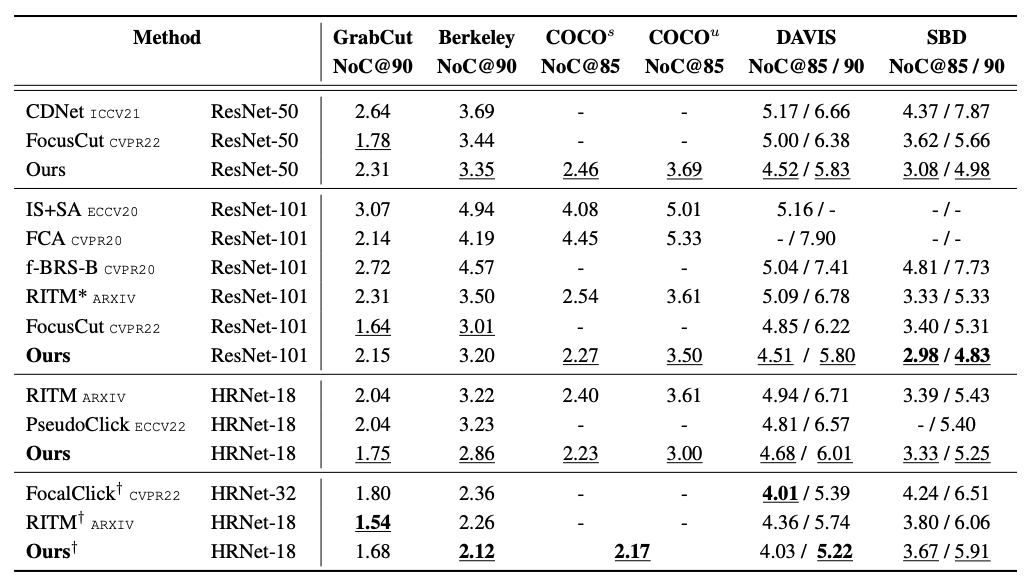 Method GrabCut Berkeley COCOˢ COCOᵘ DAVIS SBD
NoC@90 NoC@90 NoC@85 NoC@85 NoC@85 / 90 NoC@85 / 90
CDNet ICCV21 ResNet-50 2.64 3.69 - - 5.17 / 6.66 4.37 / 7.87
FocusCut CVPR22 ResNet-50 1.78 3.44 - - 5.00 / 6.38 3.62 / 5.66
Ours ResNet-50 2.31 3.35 2.46 3.69 4.52 / 5.83 3.08 / 4.98
IS+SA ECCV20 ResNet-101 3.07 4.94 4.08 5.01 5.16 / - - / -
FCA CVPR20 ResNet-101 2.14 4.19 4.45 5.33 - / 7.90 - / -
f-BRS-B CVPR20 ResNet-101 2.72 4.57 - - 5.04 / 7.41 4.81 / 7.73
RITM* ARXIV ResNet-101 2.31 3.50 2.54 3.61 5.09 / 6.78 3.33 / 5.33
FocusCut CVPR22 ResNet-101 1.64 3.01 - - 4.85 / 6.22 3.40 / 5.31
Ours ResNet-101 2.15 3.20 2.27 3.50 4.51 / 5.80 2.98 / 4.83
RITM ARXIV HRNet-18 2.04 3.22 2.40 3.61 4.94 / 6.71 3.39 / 5.43
PseudoClick ECCV22 HRNet-18 2.04 3.23 - - 4.81 / 6.57 - / 5.40
Ours HRNet-18 1.75 2.86 2.23 3.00 4.68 / 6.01 3.33 / 5.25
FocalClick† CVPR22 HRNet-32 1.80 2.36 - - 4.01 / 5.39 4.24 / 6.51
RITM† ARXIV HRNet-18 1.54 2.26 - - 4.36 / 5.74 3.80 / 6.06
Ours† HRNet-18 1.68 2.12 2.17 4.03 / 5.22 3.67 / 5.91